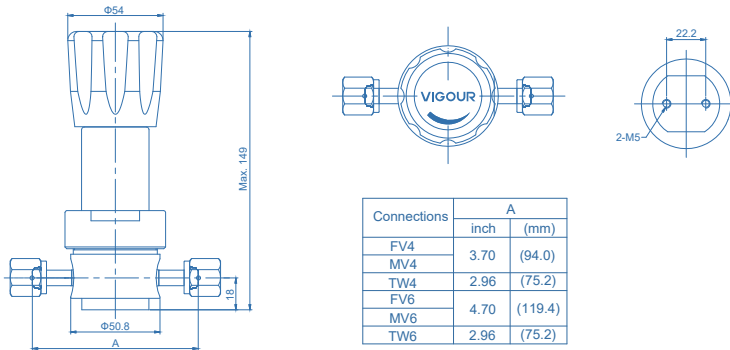 Φ54
Max. 149
18
Φ50.8
A
VIGOUR
22.2
2-M5
Connections A
inch (mm)
FV4 3.70 (94.0)
MV4
TW4 2.96 (75.2)
FV6 4.70 (119.4)
MV6
TW6 2.96 (75.2)